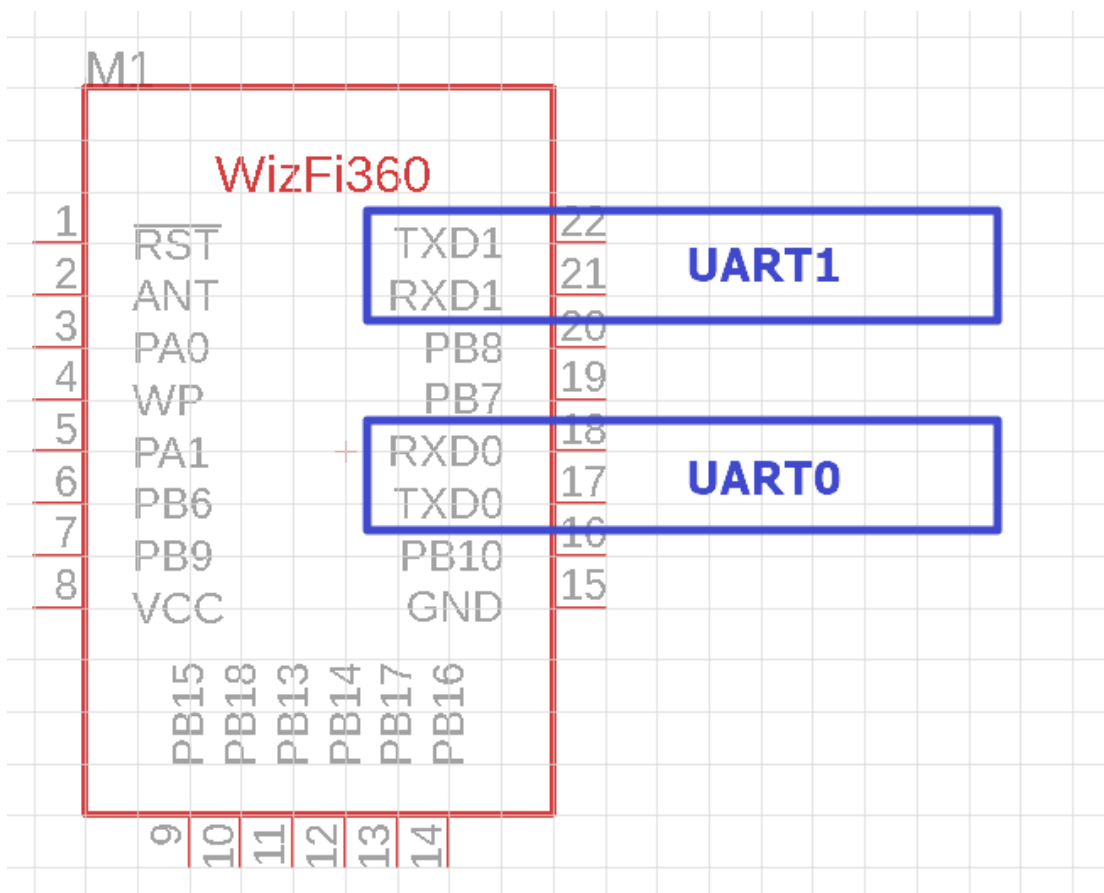 M1
WizFi360
1 RST TXD1 22
UART1
2 ANT RXD1 21
3 PA0 PB8 20
4 WP PB7 19
5 PA1 RXD0 18
UART0
6 PB6 TXD0 17
7 PB9 PB10 16
8 VCC GND 15
PB15 PB18 PB13 PB14 PB17 PB16
9 10 11 12 13 14